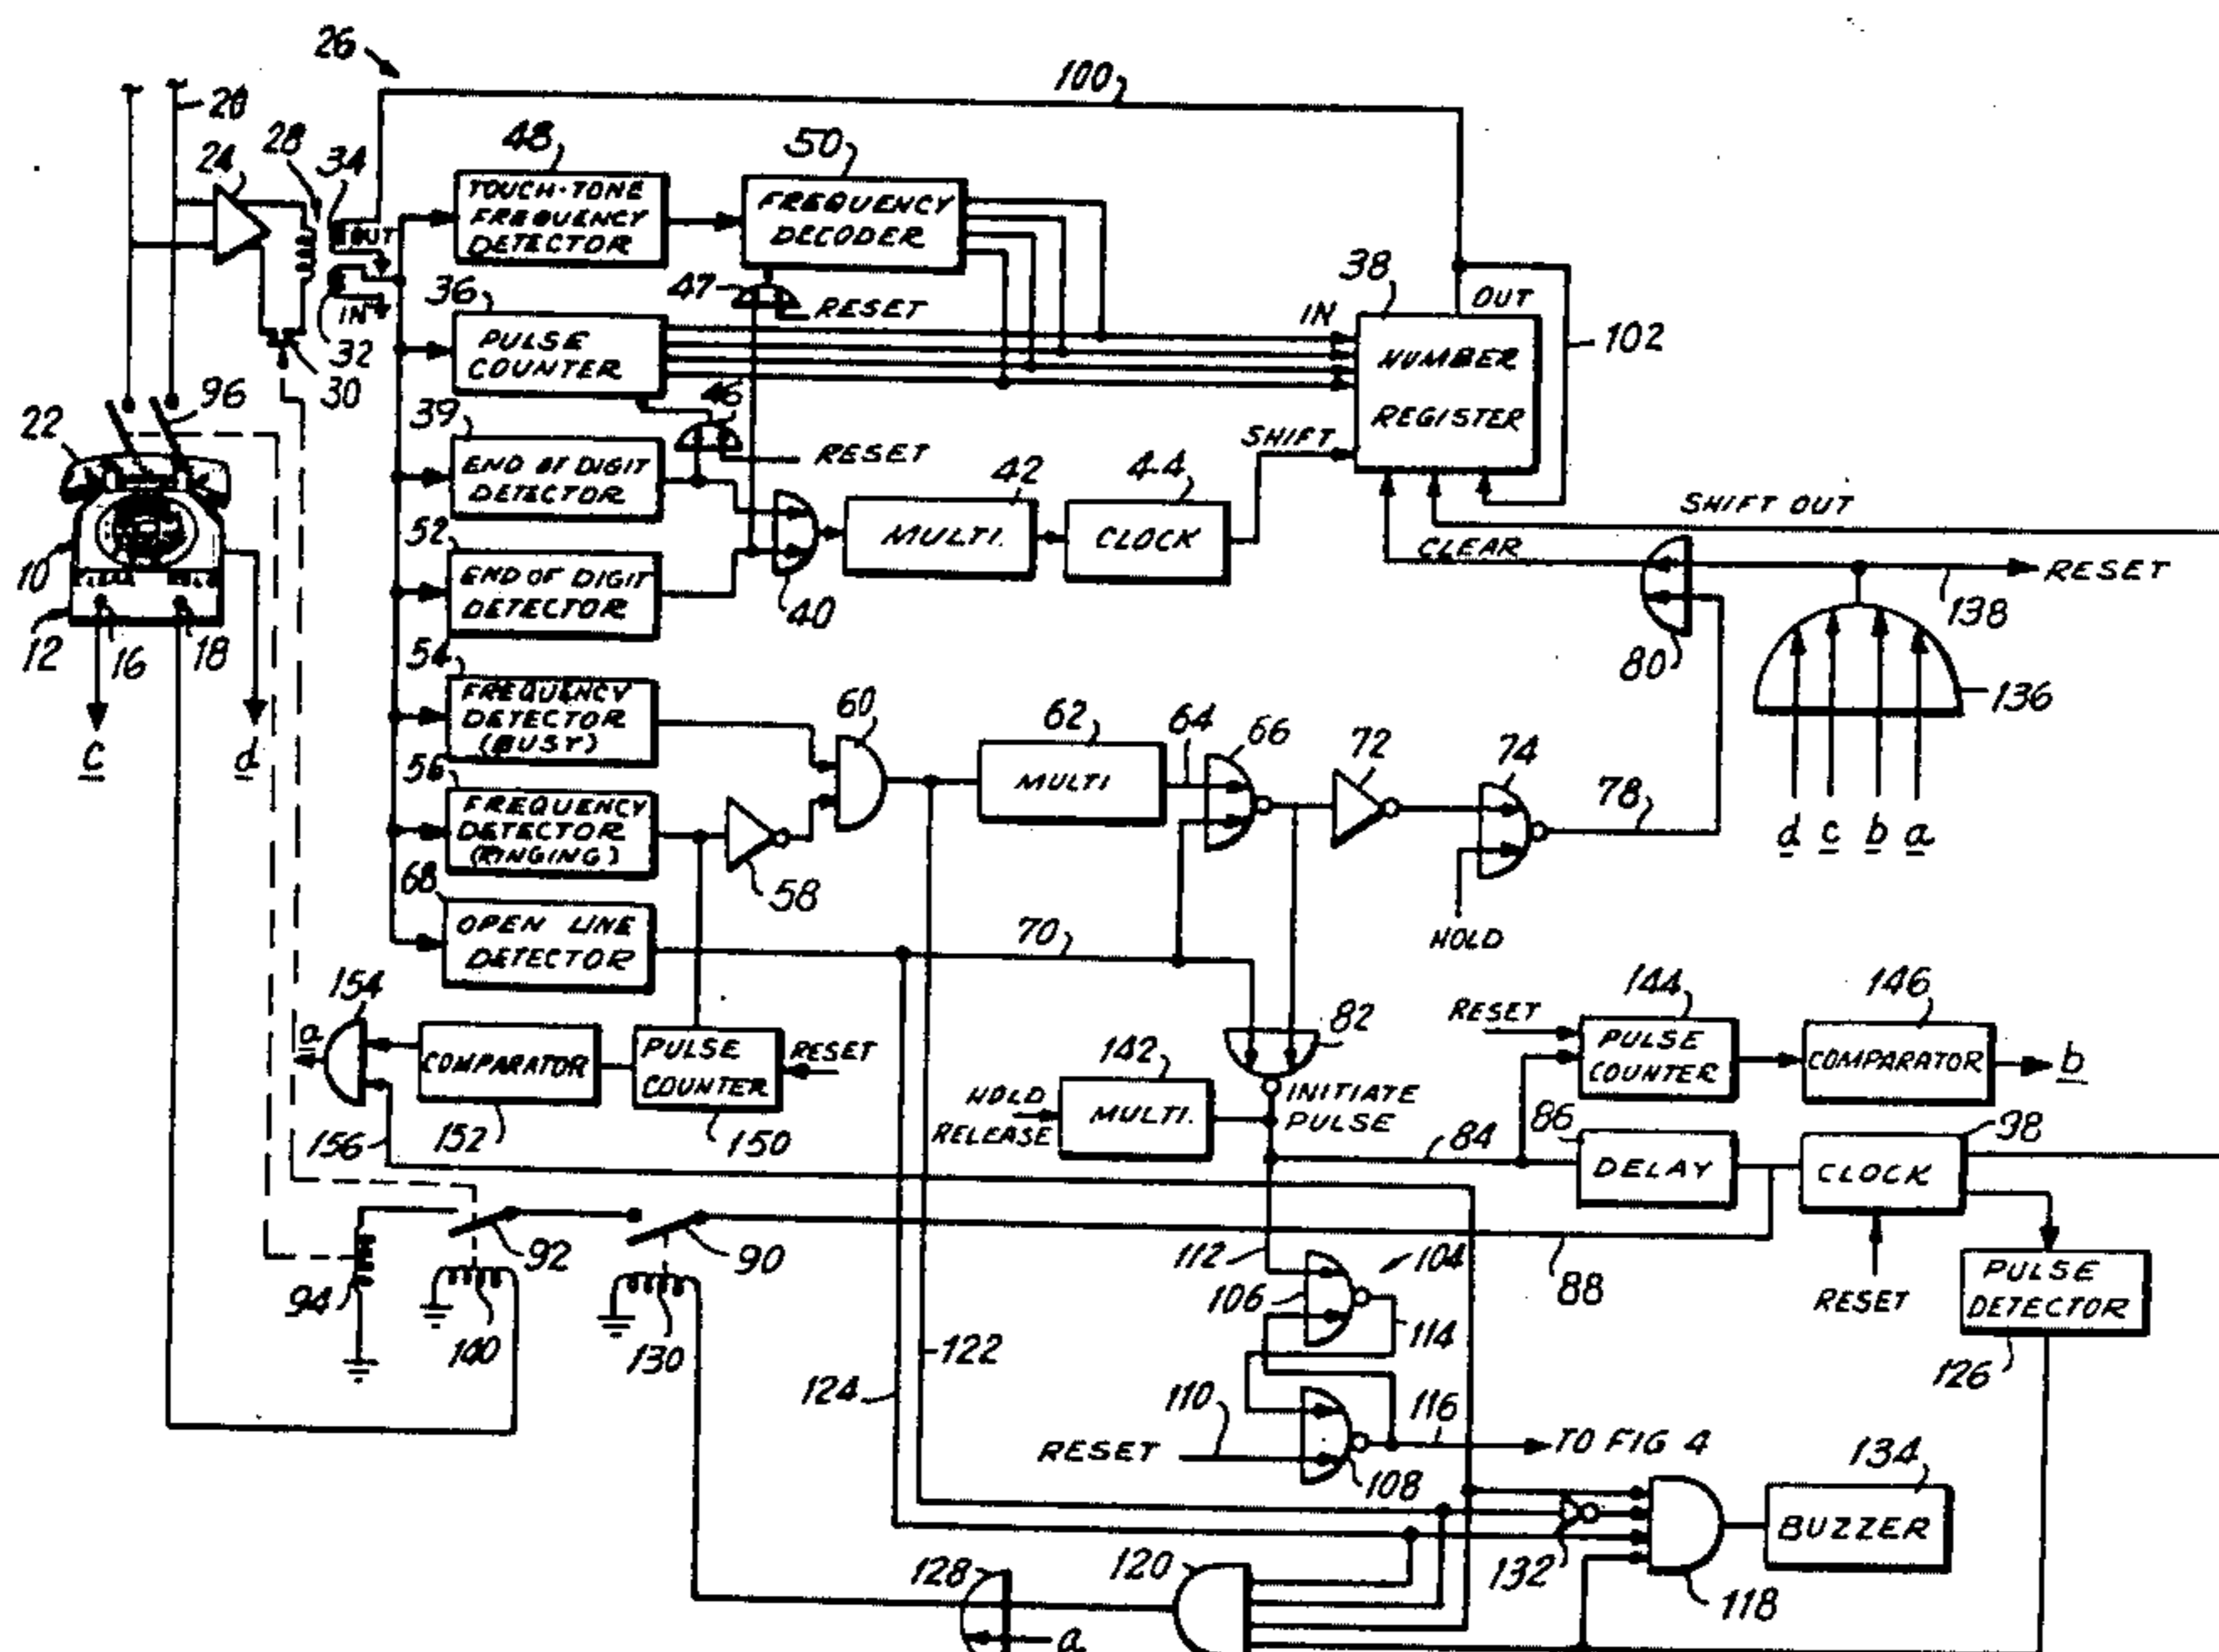 26
100
20
28
34
24
48
50
TOUCH-TONE
FREQUENCY
DETECTOR
FREQUENCY
DECODER
OUT
IN
32
30
36
47
RESET
PULSE
COUNTER
38
IN
OUT
NUMBER
REGISTER
102
22
96
39
46
RESET
SHIFT
END OF DIGIT
DETECTOR
42
44
MULTI.
CLOCK
40
SHIFT OUT
CLEAR
RESET
138
80
136
d c b a
10
12
16
18
c
d
52
END OF DIGIT
DETECTOR
54
FREQUENCY
DETECTOR
(BUSY)
60
62
64
66
72
74
MULTI
78
56
FREQUENCY
DETECTOR
(RINGING)
58
HOLD
68
OPEN LINE
DETECTOR
70
154
a
COMPARATOR
PULSE
COUNTER
RESET
156
152
150
82
142
HOLD
RELEASE
MULTI.
INITIATE
PULSE
144
146
RESET
PULSE
COUNTER
COMPARATOR
b
84
86
DELAY
98
CLOCK
RESET
88
92
90
94
140
130
112
104
106
114
PULSE
DETECTOR
126
122
124
110
116
RESET
TO FIG 4
108
134
BUZZER
132
118
128
120
a